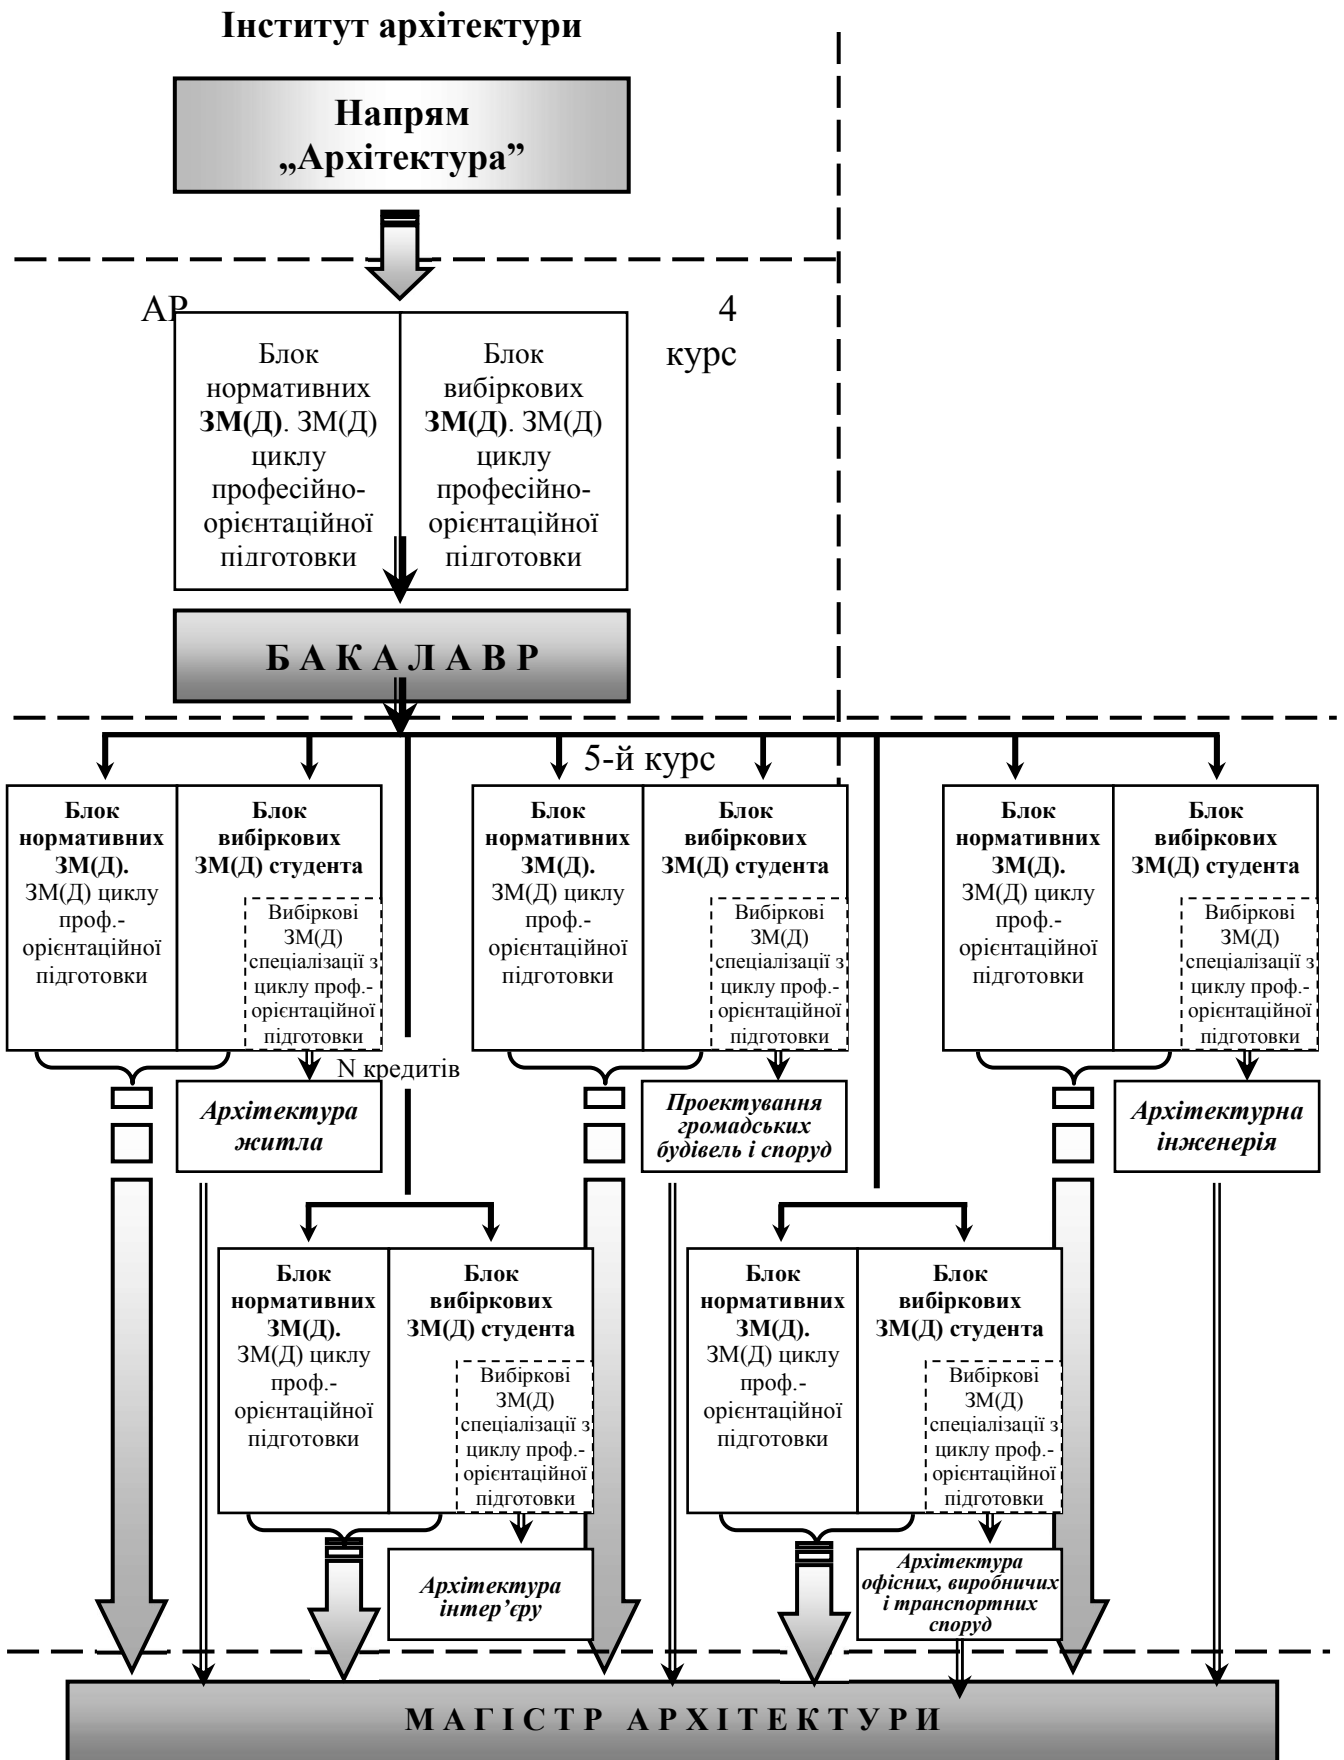 Інститут архітектури
Напрям
„Архітектура”
АР
4
курс
Блок
нормативних
ЗМ(Д). ЗМ(Д)
циклу
професійно-
орієнтаційної
підготовки
Блок
вибіркових
ЗМ(Д). ЗМ(Д)
циклу
професійно-
орієнтаційної
підготовки
Б А К А Л А В Р
5-й курс
Блок
нормативних
ЗМ(Д).
ЗМ(Д) циклу
проф.-
орієнтаційної
підготовки
Блок
вибіркових
ЗМ(Д) студента
Вибіркові
ЗМ(Д)
спеціалізації з
циклу проф.-
орієнтаційної
підготовки
Блок
нормативних
ЗМ(Д).
ЗМ(Д) циклу
проф.-
орієнтаційної
підготовки
Блок
вибіркових
ЗМ(Д) студента
Вибіркові
ЗМ(Д)
спеціалізації з
циклу проф.-
орієнтаційної
підготовки
Блок
нормативних
ЗМ(Д).
ЗМ(Д) циклу
проф.-
орієнтаційної
підготовки
Блок
вибіркових
ЗМ(Д) студента
Вибіркові
ЗМ(Д)
спеціалізації з
циклу проф.-
орієнтаційної
підготовки
N кредитів
Архітектура
житла
Проектування
громадських
будівель і споруд
Архітектурна
інженерія
Блок
нормативних
ЗМ(Д).
ЗМ(Д) циклу
проф.-
орієнтаційної
підготовки
Блок
вибіркових
ЗМ(Д) студента
Вибіркові
ЗМ(Д)
спеціалізації з
циклу проф.-
орієнтаційної
підготовки
Блок
нормативних
ЗМ(Д).
ЗМ(Д) циклу
проф.-
орієнтаційної
підготовки
Блок
вибіркових
ЗМ(Д) студента
Вибіркові
ЗМ(Д)
спеціалізації з
циклу проф.-
орієнтаційної
підготовки
Архітектура
інтер’єру
Архітектура
офісних, виробничих
і транспортних
споруд
М А Г І С Т Р А Р Х І Т Е К Т У Р И